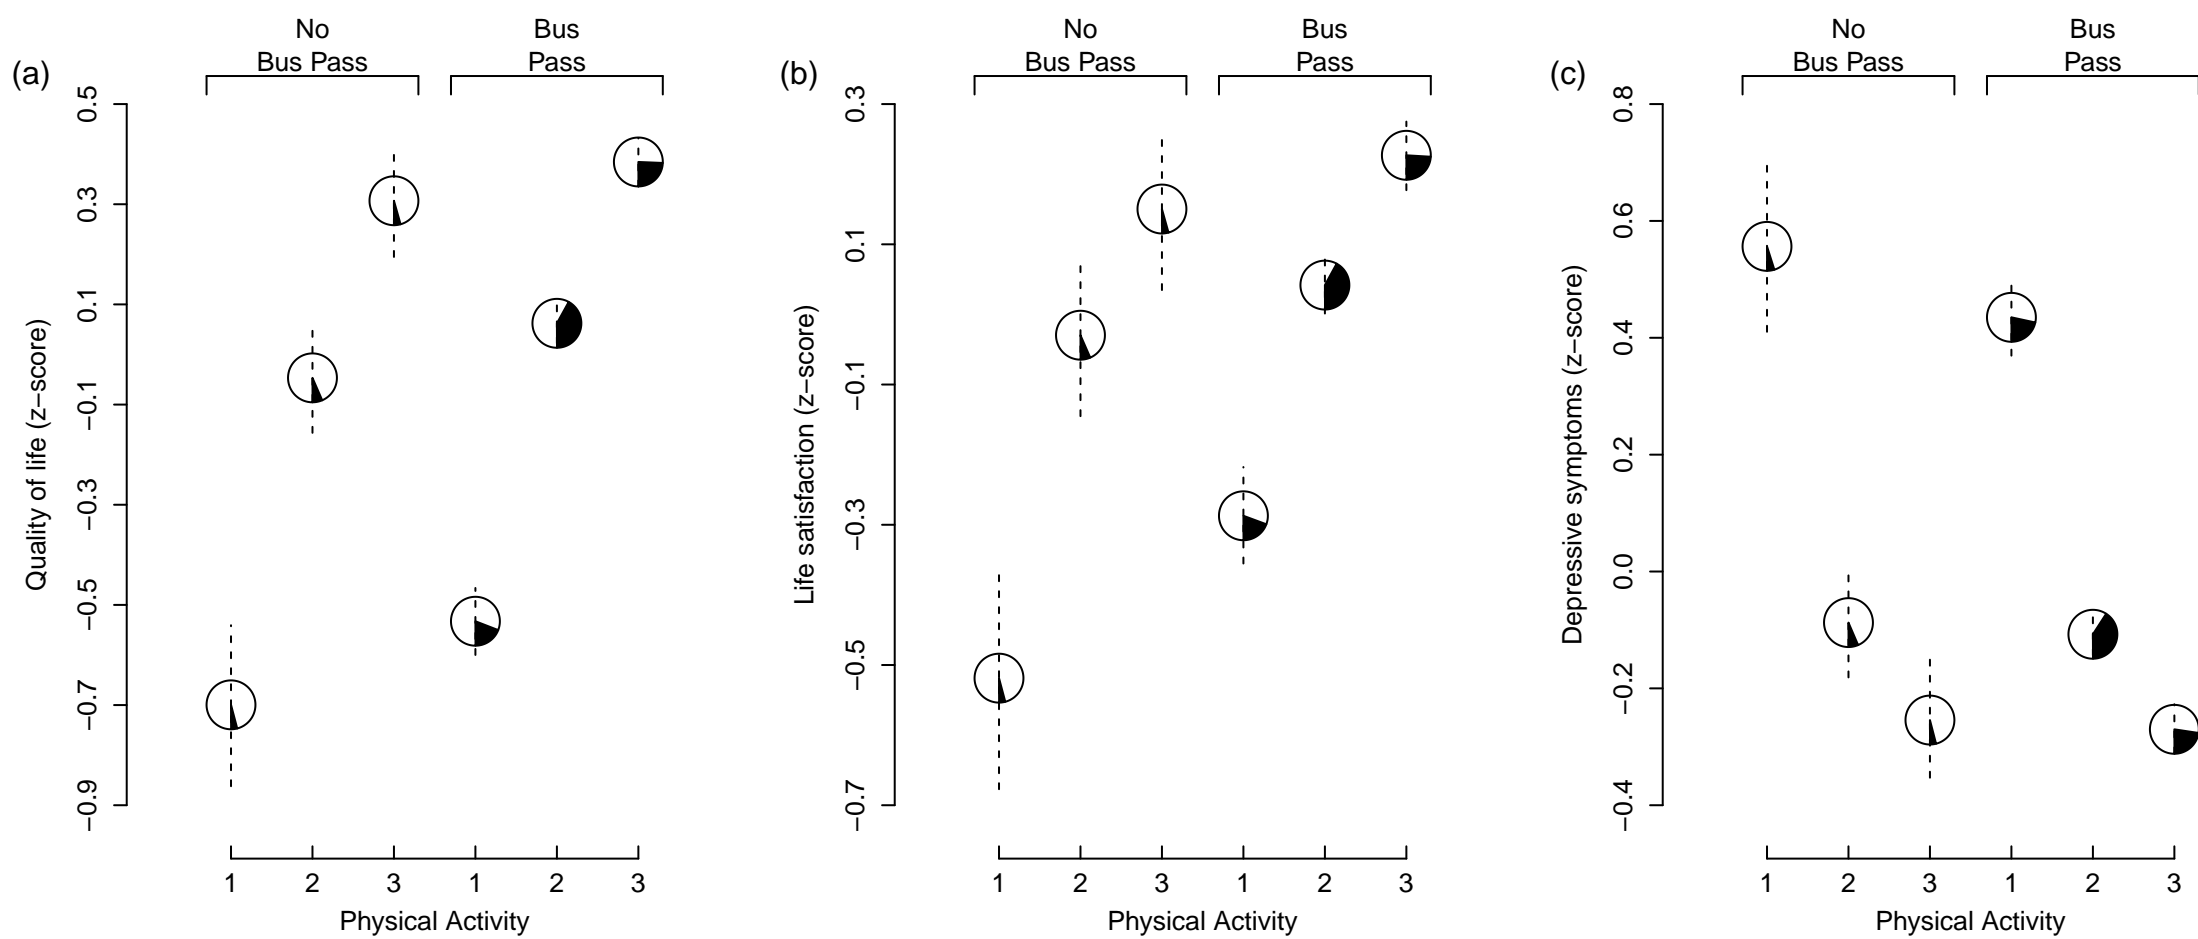 (a)
No
Bus Pass
Bus
Pass
Quality of life (z−score)
0.5
0.3
0.1
−0.1
−0.3
−0.5
−0.7
−0.9
1 2 3 1 2 3
Physical Activity
(b)
No
Bus Pass
Bus
Pass
Life satisfaction (z−score)
0.3
0.1
−0.1
−0.3
−0.5
−0.7
1 2 3 1 2 3
Physical Activity
(c)
No
Bus Pass
Bus
Pass
Depressive symptoms (z−score)
0.8
0.6
0.4
0.2
0.0
−0.2
−0.4
1 2 3 1 2 3
Physical Activity